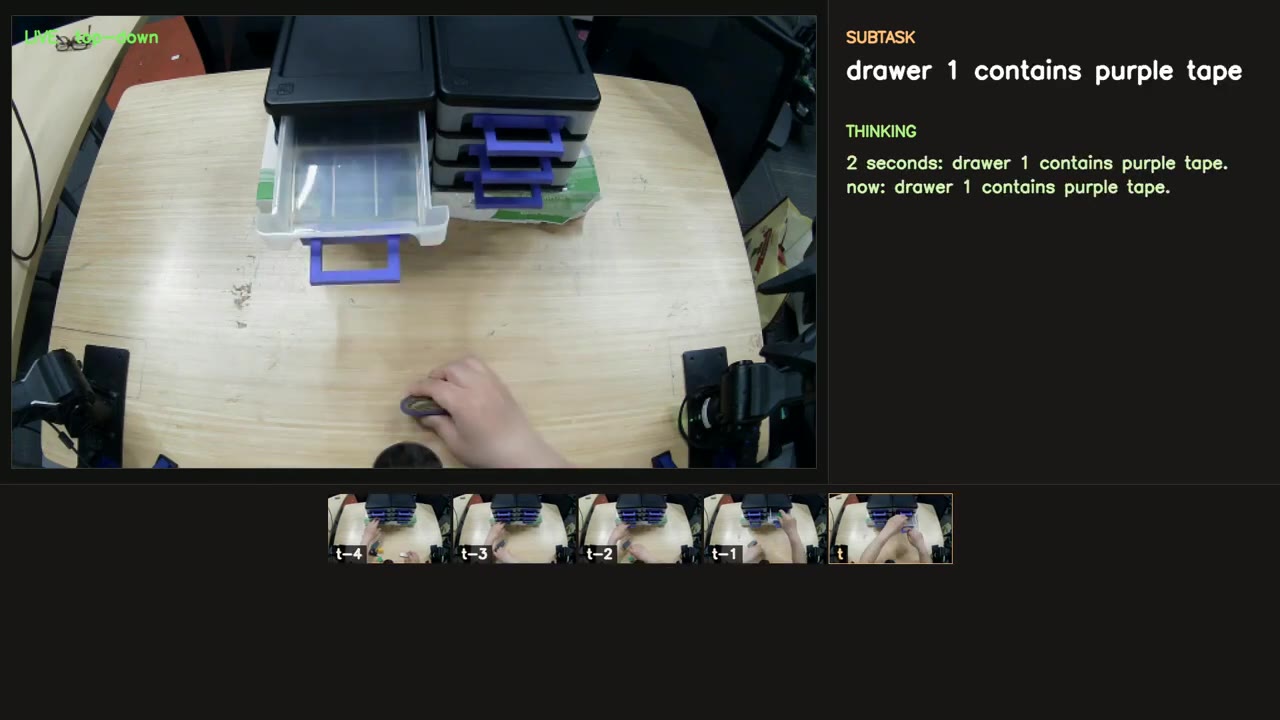 LIVE top-down
SUBTASK
drawer 1 contains purple tape
THINKING
2 seconds: drawer 1 contains purple tape.
now: drawer 1 contains purple tape.
t-4
t-3
t-2
t-1
t